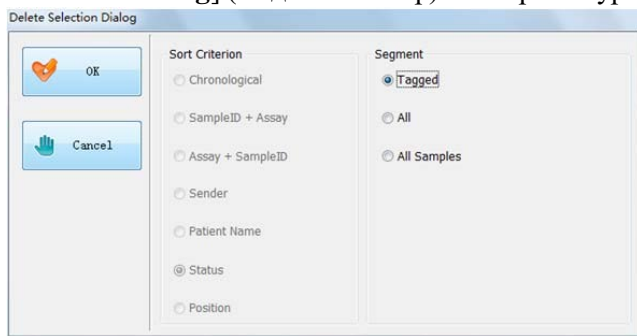 Delete Selection Dialog
OK
Cancel
Sort Criterion
Chronological
SampleID + Assay
Assay + SampleID
Sender
Patient Name
Status
Position
Segment
Tagged
All
All Samples